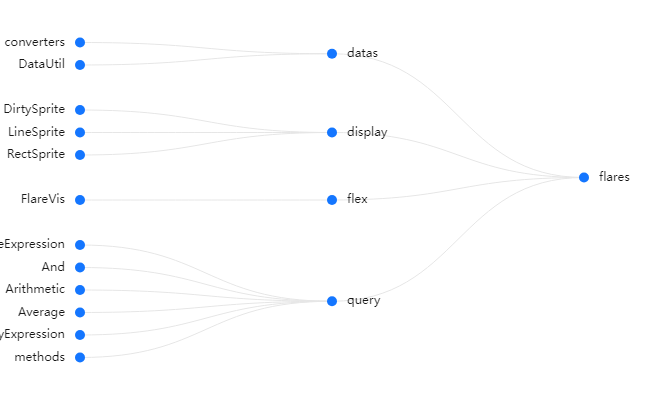 converters
DataUtil
datas
DirtySprite
LineSprite
RectSprite
display
FlareVis
flex
flares
eExpression
And
Arithmetic
Average
yExpression
methods
query